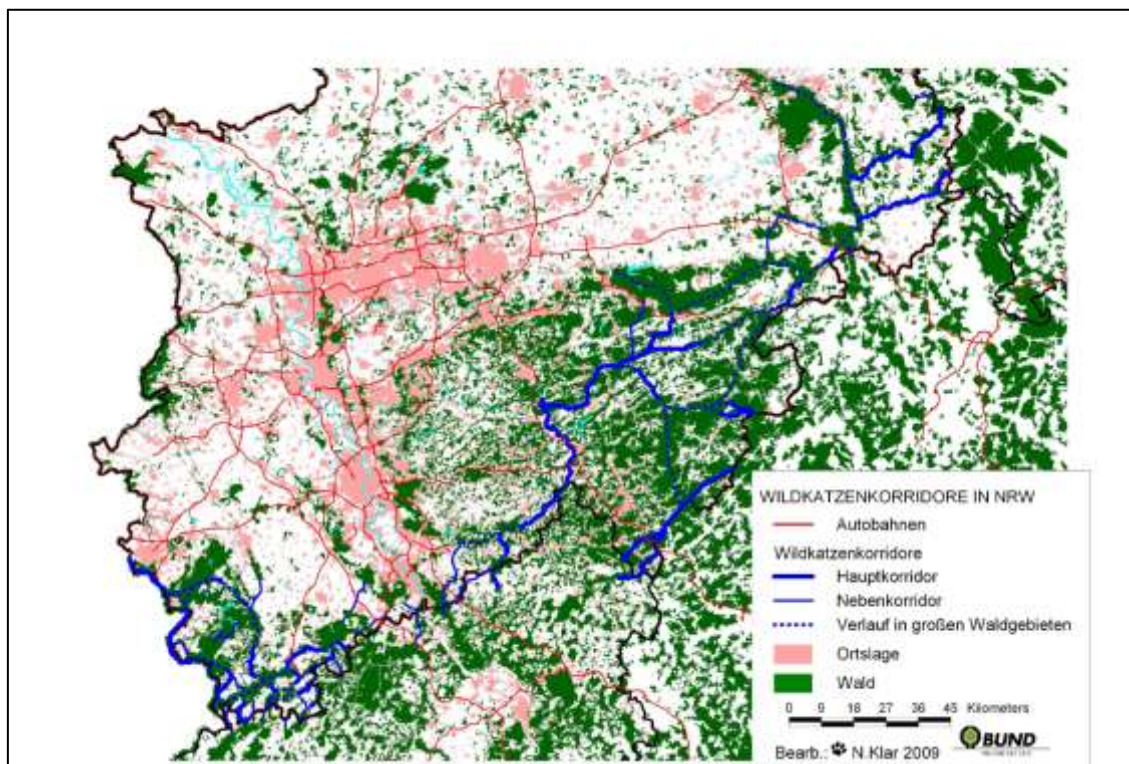 WILDKATZENKORRIDORE IN NRW
Autobahnen
Wildkatzenkorridore
Hauptkorridor
Nebenkorridor
Verlauf in großen Waldgebieten
Ortslage
Wald
0 9 18 27 36 45 Kilometers
Bearb.: N.Klar 2009
BUND